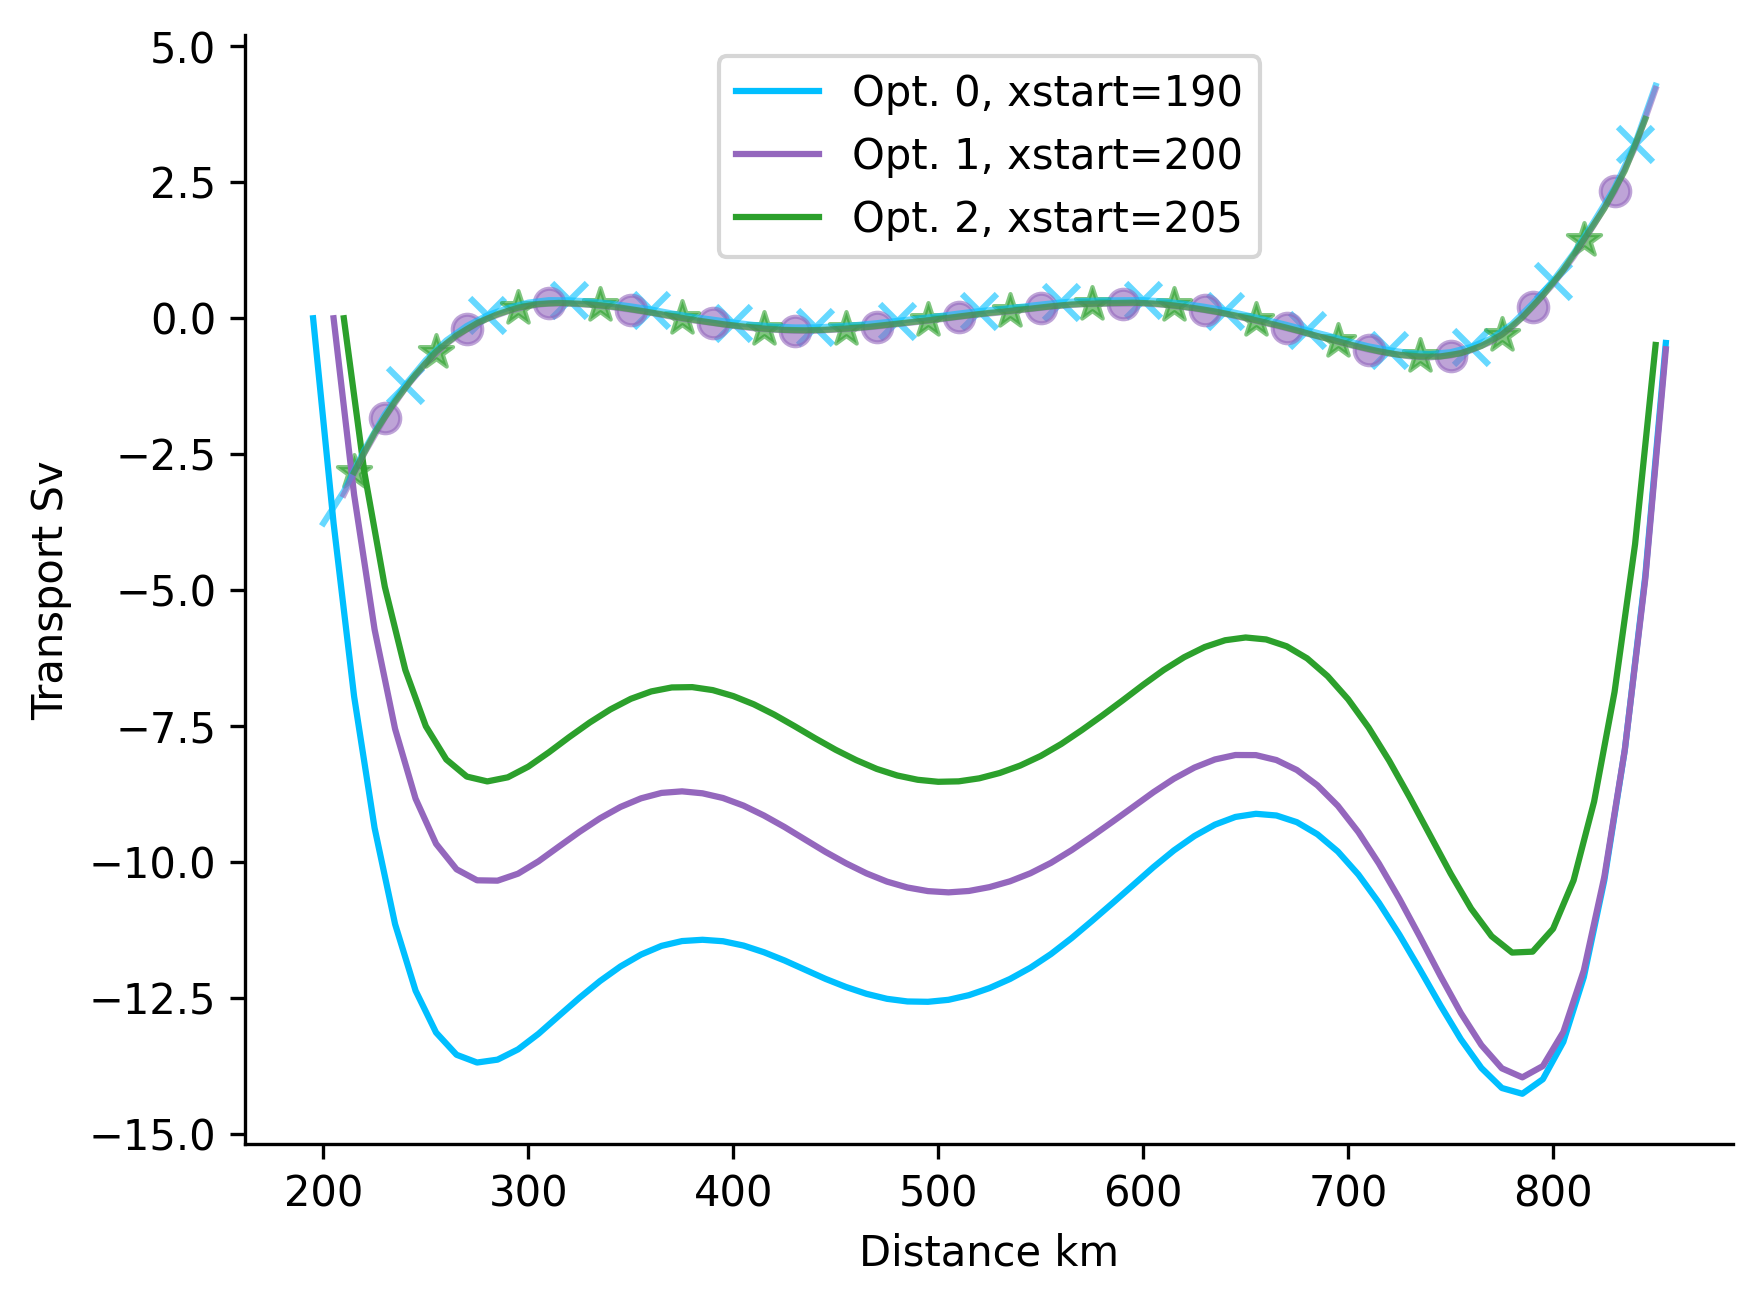 5.0
2.5
0.0
−2.5
−5.0
−7.5
−10.0
−12.5
−15.0
Transport Sv
Opt. 0, xstart=190
Opt. 1, xstart=200
Opt. 2, xstart=205
200 300 400 500 600 700 800
Distance km